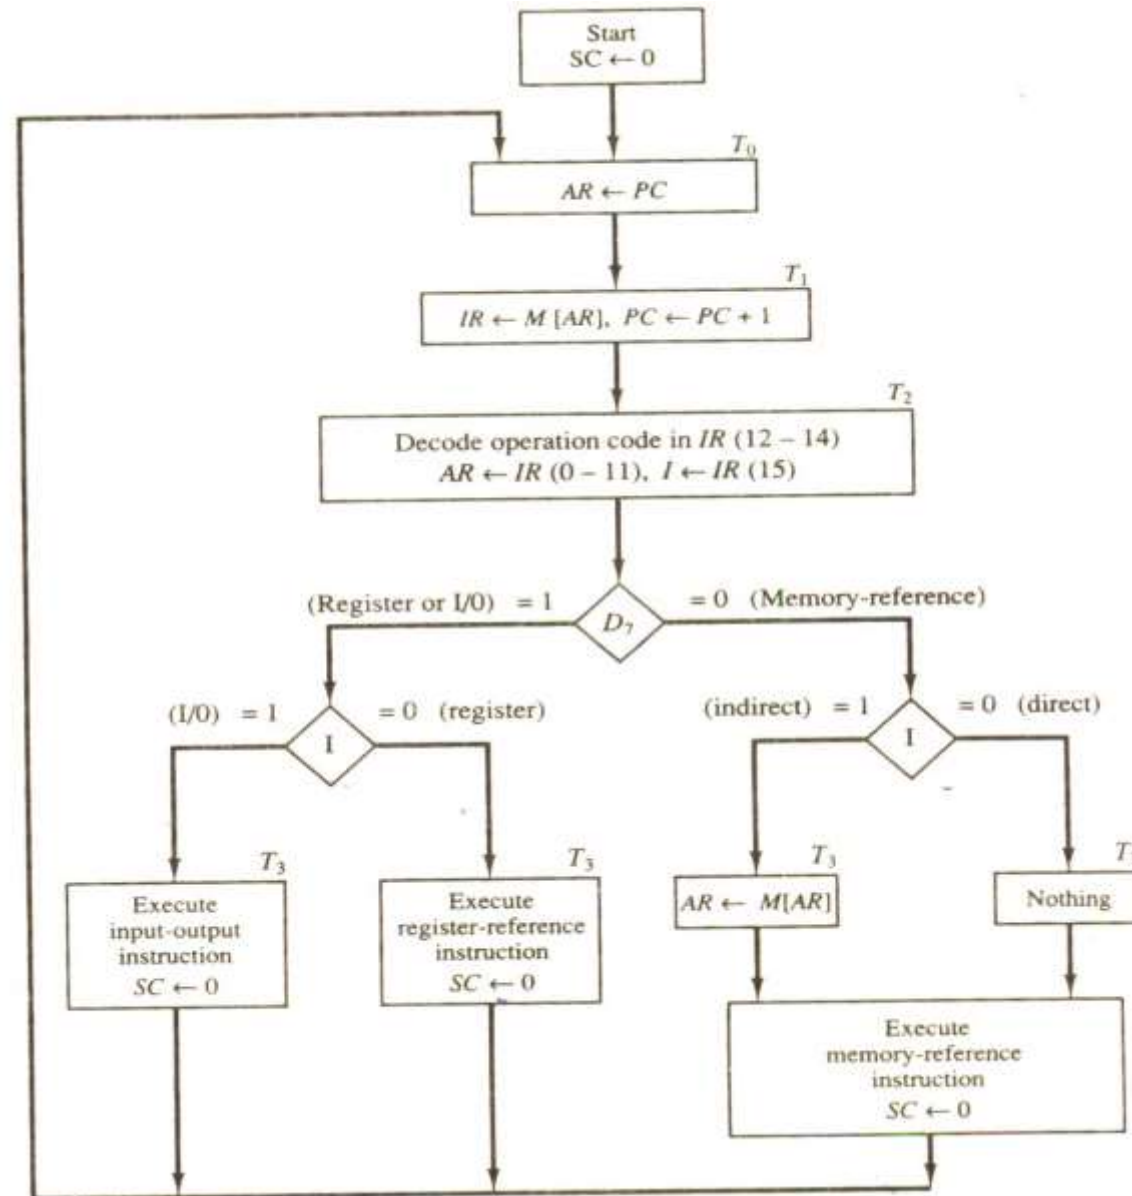 Start
SC ← 0
T₀
AR ← PC
T₁
IR ← M [AR], PC ← PC + 1
T₂
Decode operation code in IR (12 – 14)
AR ← IR (0 – 11), I ← IR (15)
(Register or I/0) = 1
= 0 (Memory-reference)
D₇
(I/0) = 1
= 0 (register)
(indirect) = 1
= 0 (direct)
I
I
T₃
T₃
T₃
T
Execute
input-output
instruction
SC ← 0
Execute
register-reference
instruction
SC ← 0
AR ← M[AR]
Nothing
Execute
memory-reference
instruction
SC ← 0